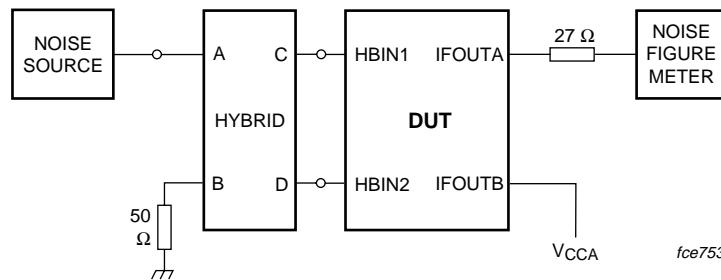 NOISE
SOURCE
A
B
HYBRID
C
D
HBIN1
HBIN2
DUT
IFOUTA
IFOUTB
27 Ω
NOISE
FIGURE
METER
50
Ω
VCCA
fce753